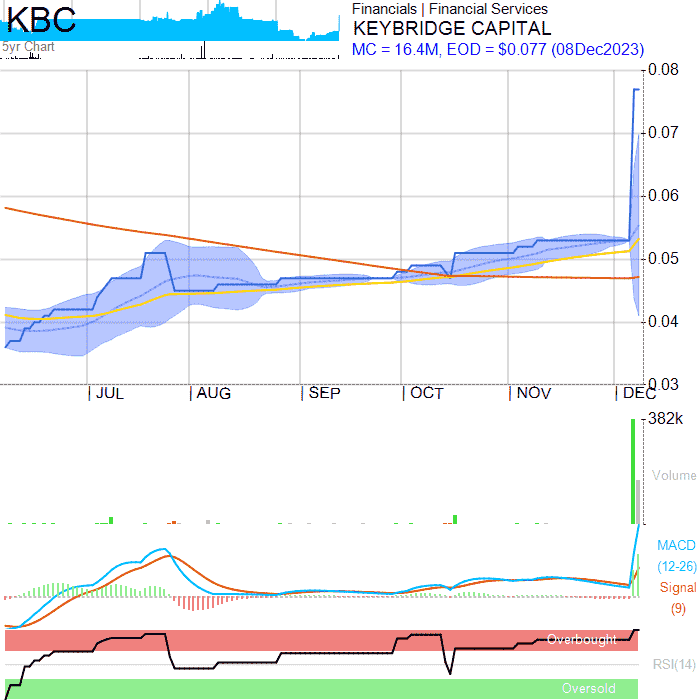 KBC
5yr Chart
Financials | Financial Services
KEYBRIDGE CAPITAL
MC = 16.4M, EOD = $0.077 (08Dec2023)
0.08
0.07
0.06
0.05
0.04
0.03
JUL AUG SEP OCT NOV DEC
382k
Volume
MACD
(12-26)
Signal
(9)
Overbought
RSI(14)
Oversold